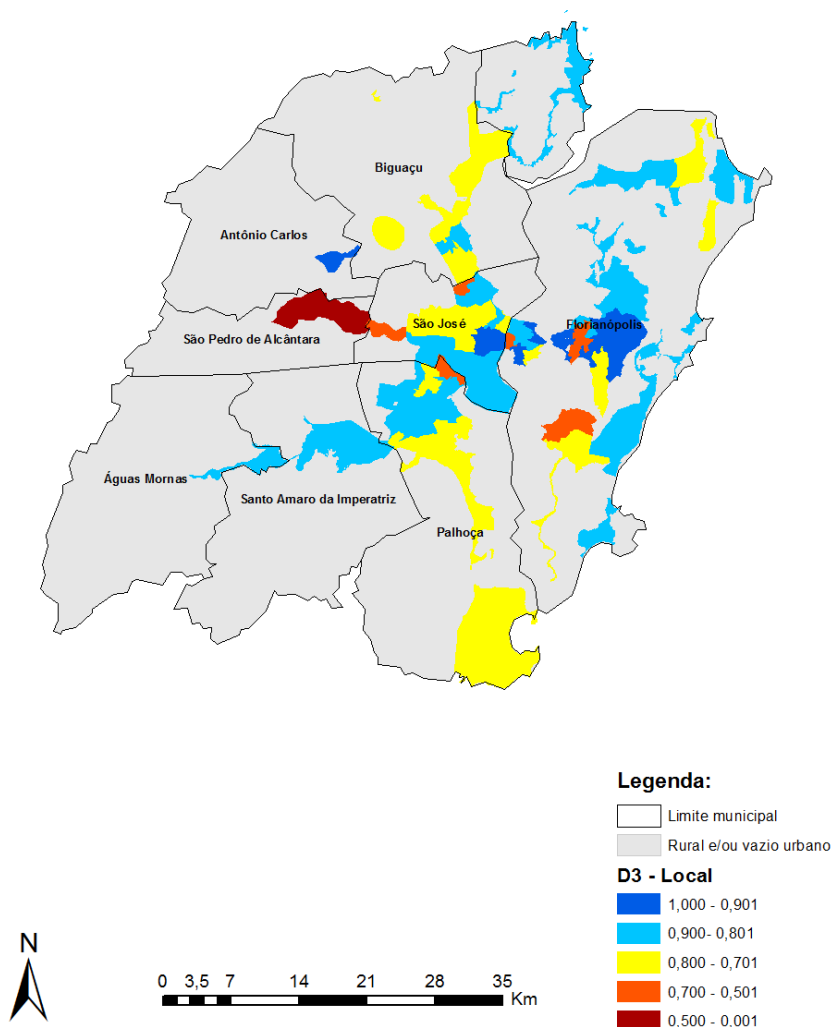 Biguaçu
Antônio Carlos
São José
Florianópolis
São Pedro de Alcântara
Águas Mornas
Santo Amaro da Imperatriz
Palhoça
Legenda:
Limite municipal
Rural e/ou vazio urbano
D3 - Local
1,000 - 0,901
0,900- 0,801
0,800 - 0,701
0,700 - 0,501
0,500 - 0.001
N
0 3,5 7 14 21 28 35
Km